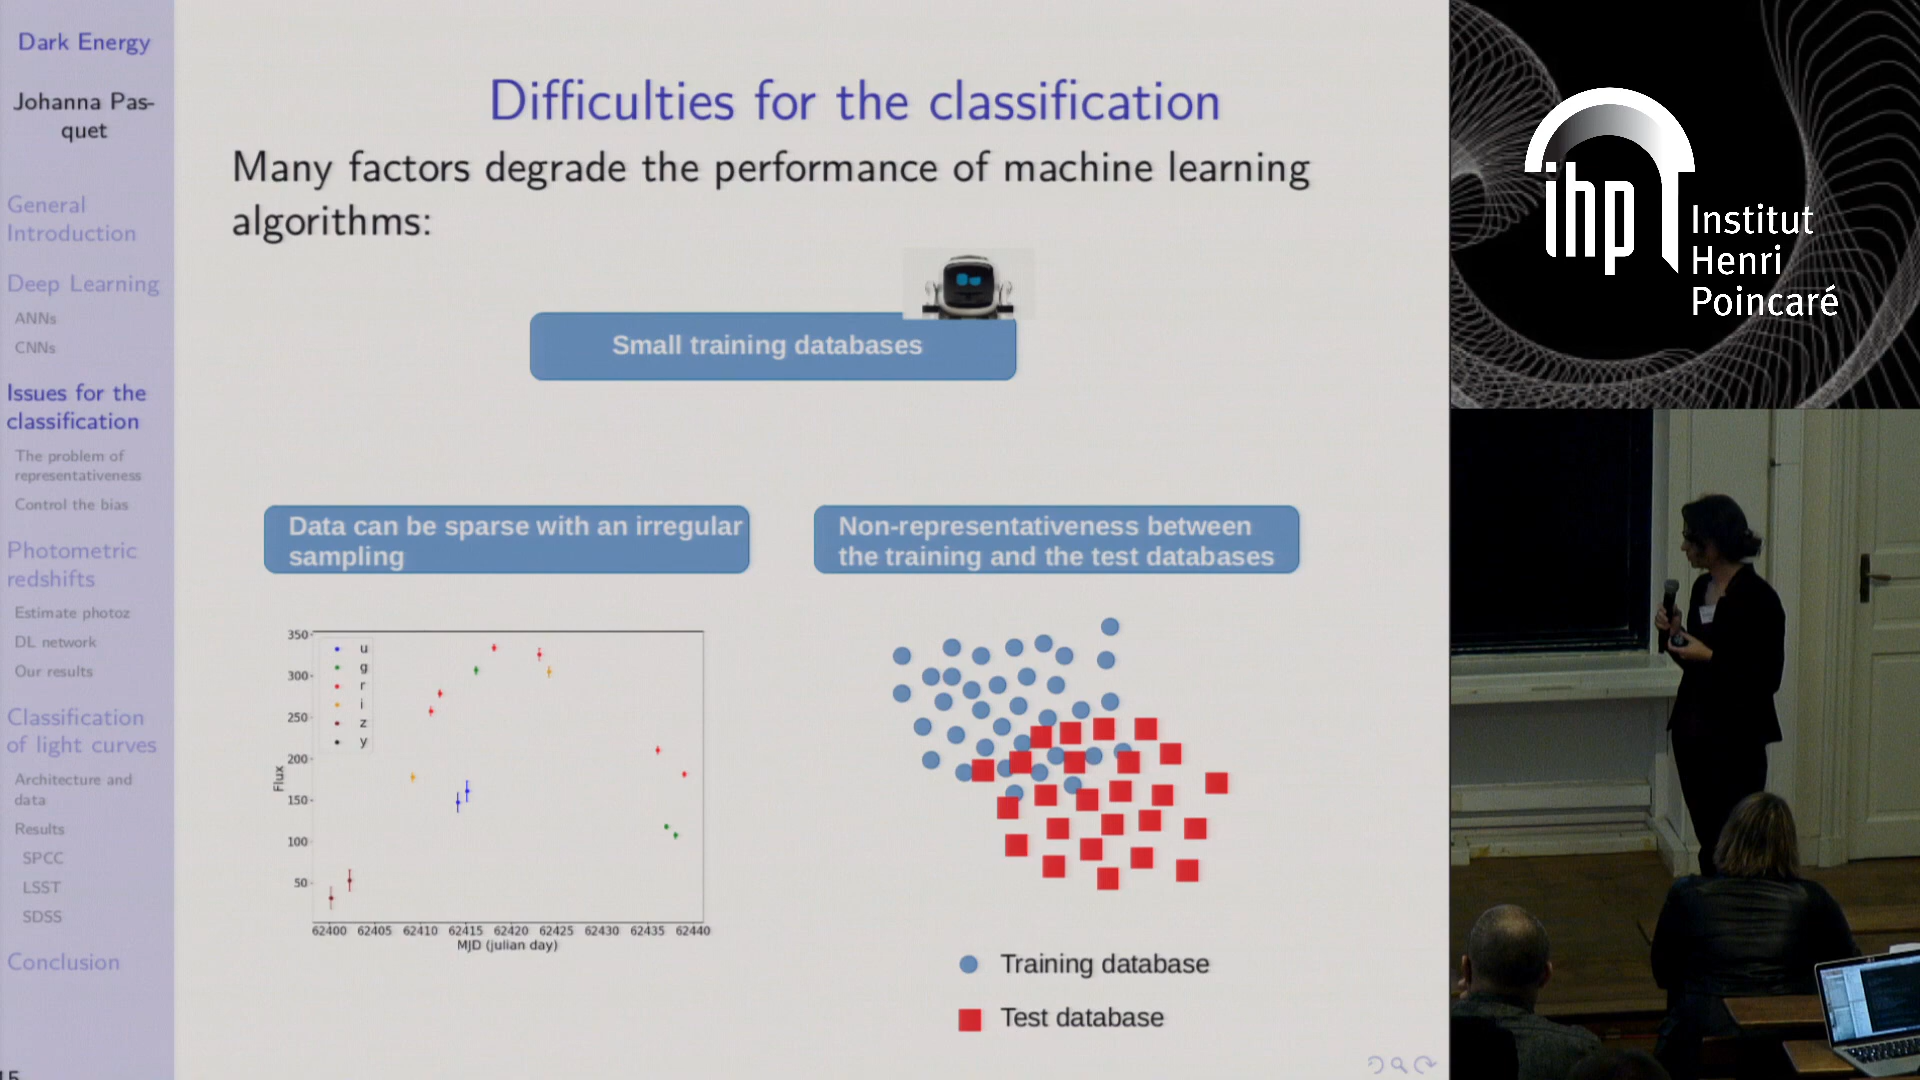 Dark Energy
Johanna Pas-
quet
General
Introduction
Deep Learning
ANNs
CNNs
Issues for the
classification
The problem of
representativeness
Control the bias
Photometric
redshifts
Estimate photoz
DL network
Our results
Classification
of light curves
Architecture and
data
Results
SPCC
LSST
SDSS
Conclusion
Difficulties for the classification
Many factors degrade the performance of machine learning
algorithms:
Small training databases
Data can be sparse with an irregular
sampling
Non-representativeness between
the training and the test databases
350
300
250
200
150
100
50
Flux
u
g
r
i
z
y
62400 62405 62410 62415 62420 62425 62430 62435 62440
MJD (julian day)
Training database
Test database
ihp
Institut
Henri
Poincaré